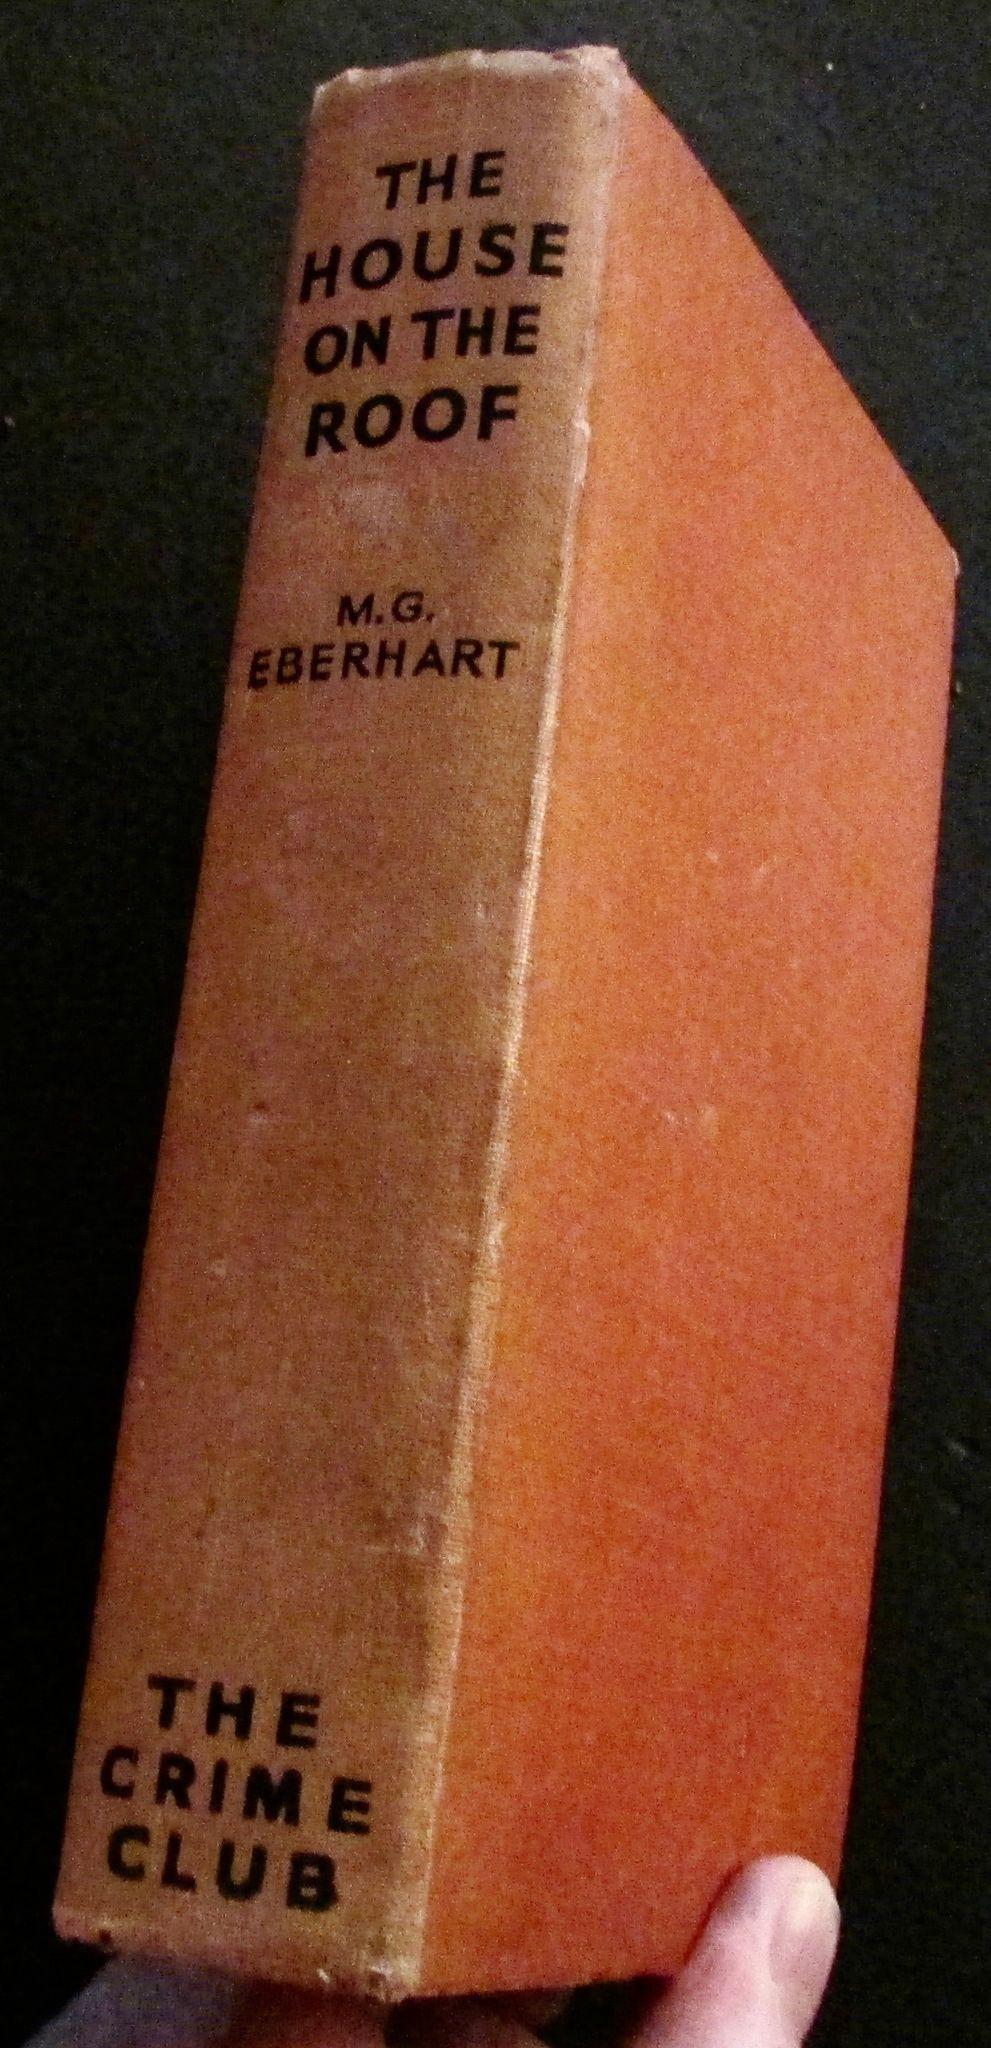 THE
HOUSE
ON THE
ROOF
M.G.
EBERHART
THE
CRIME
CLUB